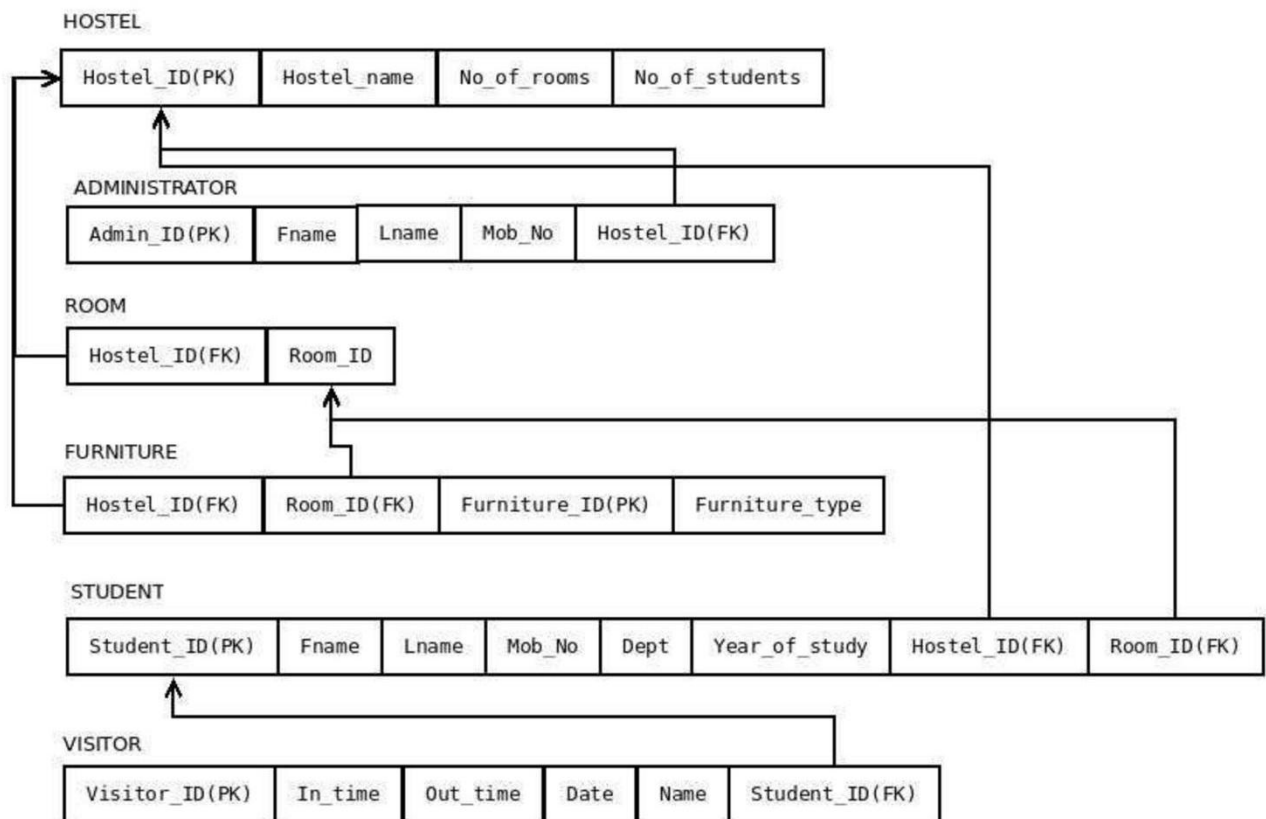 HOSTEL
Hostel_ID(PK) Hostel_name No_of_rooms No_of_students
ADMINISTRATOR
Admin_ID(PK) Fname Lname Mob_No Hostel_ID(FK)
ROOM
Hostel_ID(FK) Room_ID
FURNITURE
Hostel_ID(FK) Room_ID(FK) Furniture_ID(PK) Furniture_type
STUDENT
Student_ID(PK) Fname Lname Mob_No Dept Year_of_study Hostel_ID(FK) Room_ID(FK)
VISITOR
Visitor_ID(PK) In_time Out_time Date Name Student_ID(FK)